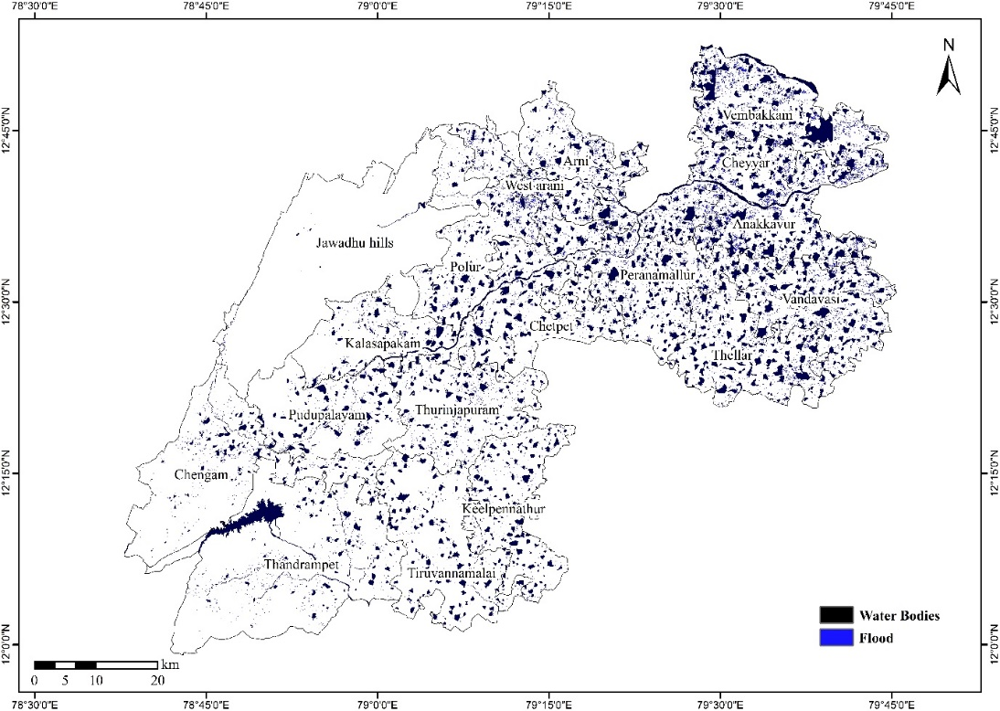 78°30'0"E 78°45'0"E 79°0'0"E 79°15'0"E 79°30'0"E 79°45'0"E
N
12°45'0"N 12°45'0"N
Vembakkam
Arni
Cheyyar
West arani
Anakkavur
Jawadhu hills
Polur
Peranamallur
12°30'0"N 12°30'0"N
Vandavasi
Chetpet
Kalasapakam
Thellar
Thurinjapuram
Pudupalayam
12°15'0"N 12°15'0"N
Chengam
Keelpennathur
Thandrampet
Tiruvannamalai
Water Bodies
Flood
12°0'0"N 12°0'0"N
km
0 5 10 20
78°30'0"E 78°45'0"E 79°0'0"E 79°15'0"E 79°30'0"E 79°45'0"E